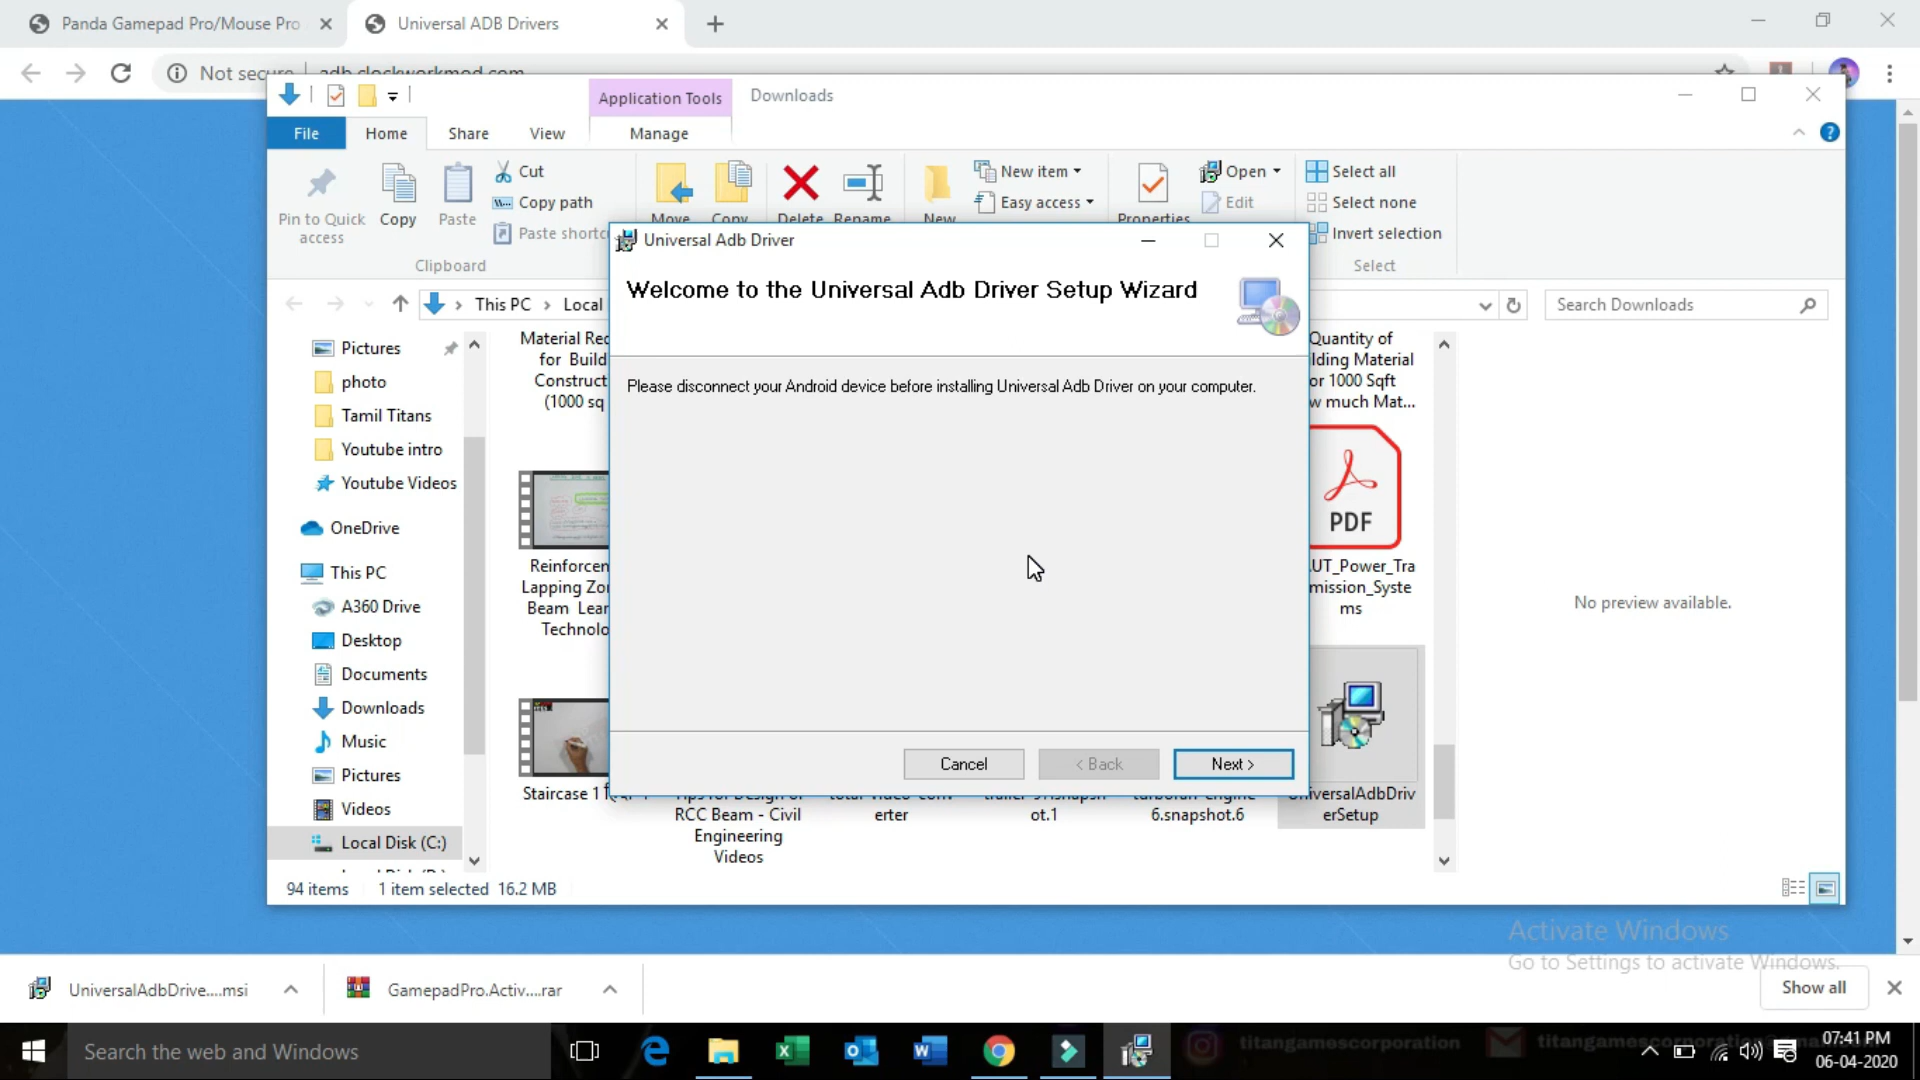 Panda Gamepad Pro/Mouse Pro
Universal ADB Drivers
Not secure
adb.clockworkmod.com
Application Tools
Downloads
File
Home
Share
View
Manage
Pin to Quick
access
Copy
Paste
Cut
Copy path
Paste shortc
Clipboard
Move
Copy
Delete
Rename
New
New item
Easy access
Properties
Open
Edit
Select all
Select none
Invert selection
Select
This PC
Local
Search Downloads
Pictures
photo
Tamil Titans
Youtube intro
Youtube Videos
OneDrive
This PC
A360 Drive
Desktop
Documents
Downloads
Music
Pictures
Videos
Local Disk (C:)
Material Rec
for Build
Construct
(1000 sq
Quantity of
lding Material
or 1000 Sqft
w much Mat...
Reinforcen
Lapping Zo
Beam Lear
Technolo
PDF
UT_Power_Tra
mission_Syste
ms
Staircase 1
RCC Beam - Civil
Engineering
Videos
erter
ot.1
6.snapshot.6
iversalAdbDriv
erSetup
No preview available.
Universal Adb Driver
Welcome to the Universal Adb Driver Setup Wizard
Please disconnect your Android device before installing Universal Adb Driver on your computer.
Cancel
< Back
Next >
94 items
1 item selected 16.2 MB
Activate Windows
Go to Settings to activate Windows.
UniversalAdbDrive....msi
GamepadPro.Activ....rar
Show all
Search the web and Windows
titangamescorporation
07:41 PM
06-04-2020